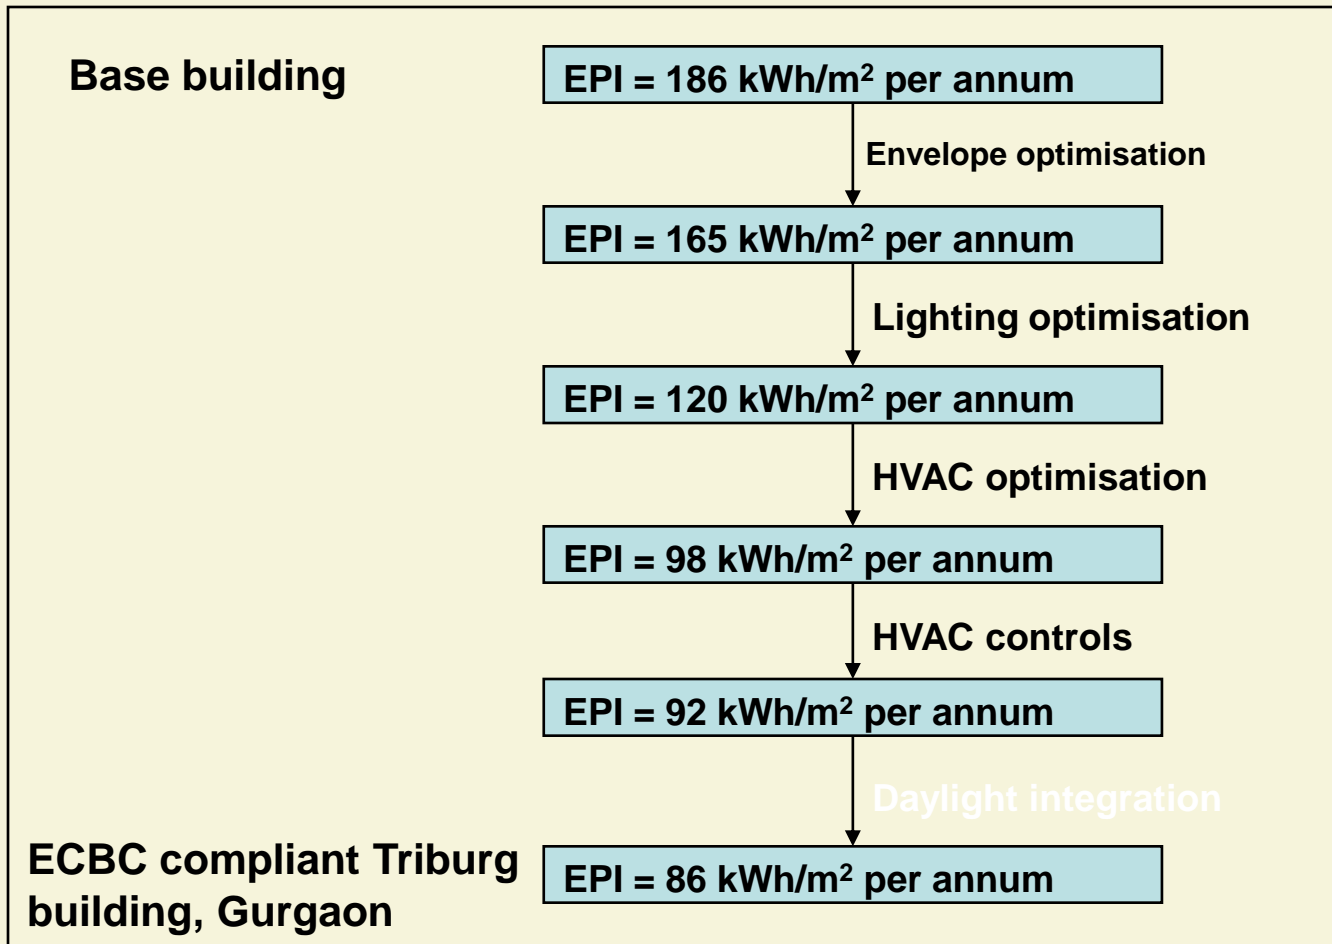 Base building
EPI = 186 kWh/m² per annum
Envelope optimisation
EPI = 165 kWh/m² per annum
Lighting optimisation
EPI = 120 kWh/m² per annum
HVAC optimisation
EPI = 98 kWh/m² per annum
HVAC controls
EPI = 92 kWh/m² per annum
Daylight integration
ECBC compliant Triburg
building, Gurgaon
EPI = 86 kWh/m² per annum